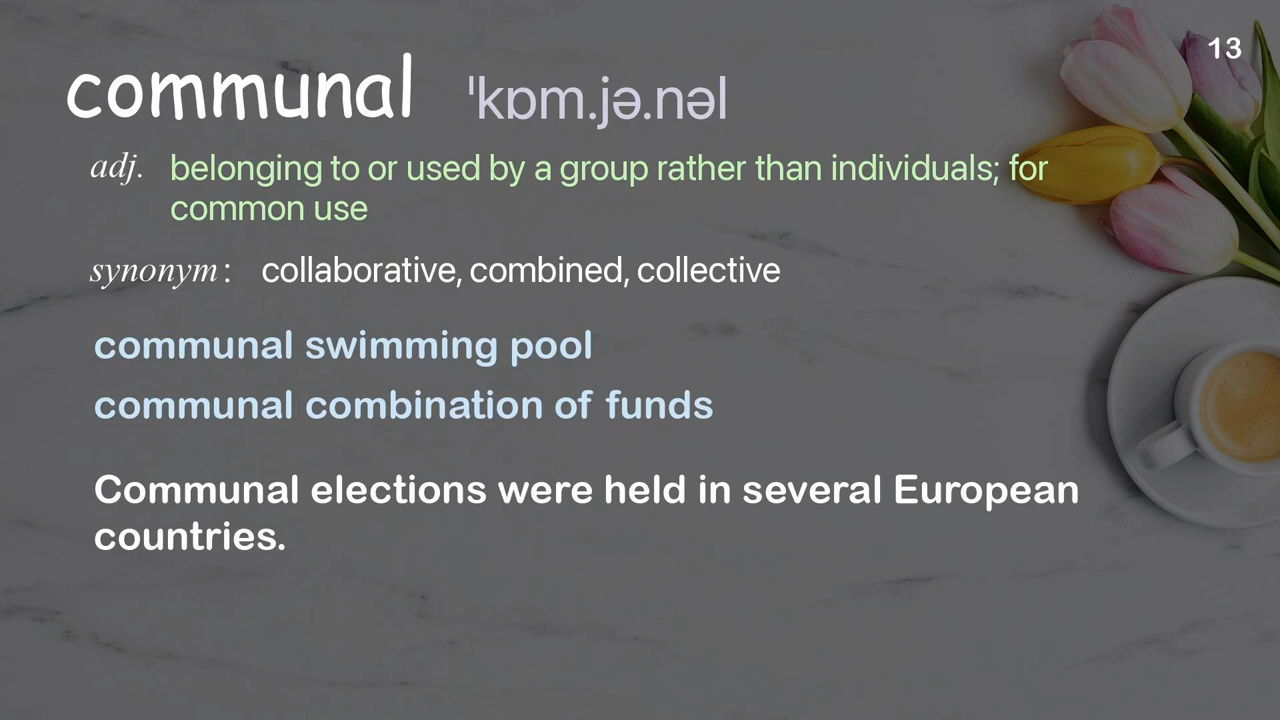 13
communal ˈkɒm.jə.nəl
adj. belonging to or used by a group rather than individuals; for
common use
synonym: collaborative, combined, collective
communal swimming pool
communal combination of funds
Communal elections were held in several European
countries.